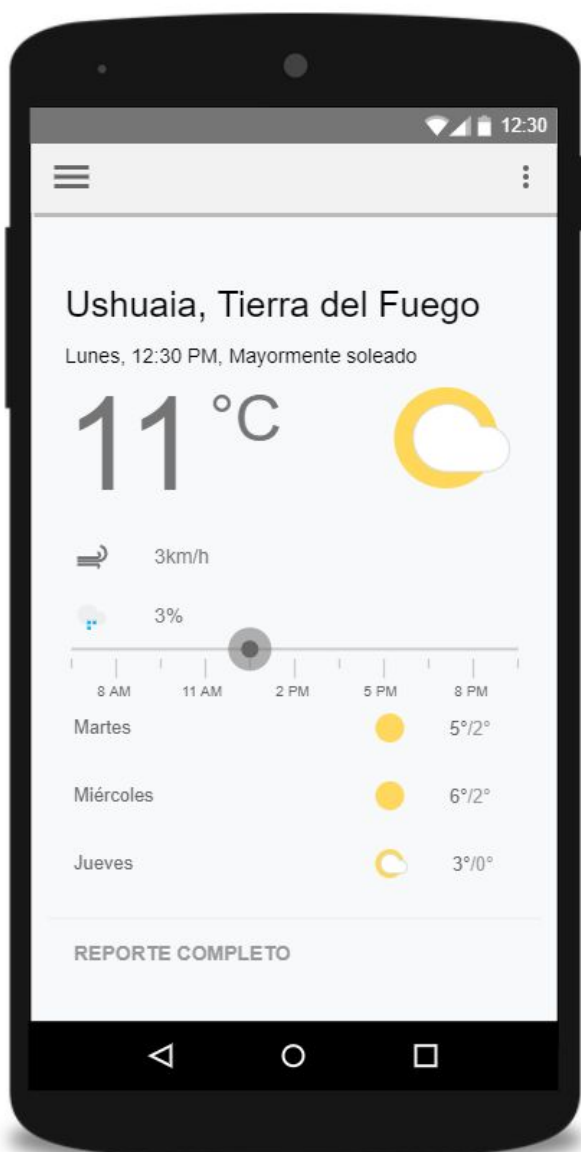 12:30
Ushuaia, Tierra del Fuego
Lunes, 12:30 PM, Mayormente soleado
11 °C
3km/h
3%
8 AM 11 AM 2 PM 5 PM 8 PM
Martes 5°/2°
Miércoles 6°/2°
Jueves 3°/0°
REPORTE COMPLETO